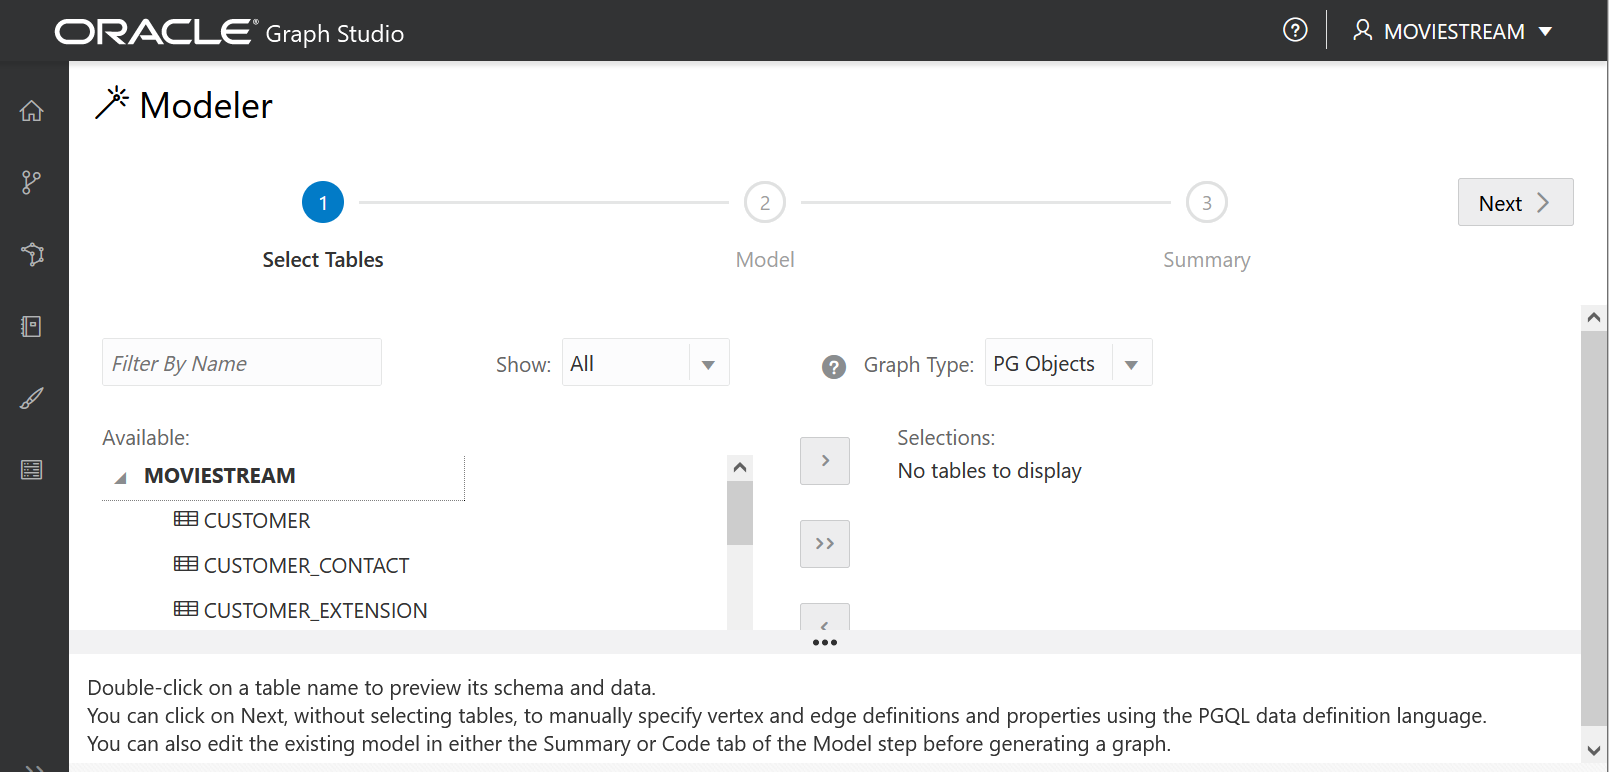 ORACLE® Graph Studio
MOVIESTREAM
Modeler
1
2
3
Next
Select Tables
Model
Summary
Filter By Name
Show:
All
Graph Type:
PG Objects
Available:
Selections:
MOVIESTREAM
No tables to display
CUSTOMER
CUSTOMER_CONTACT
CUSTOMER_EXTENSION
Double-click on a table name to preview its schema and data.
You can click on Next, without selecting tables, to manually specify vertex and edge definitions and properties using the PGQL data definition language.
You can also edit the existing model in either the Summary or Code tab of the Model step before generating a graph.